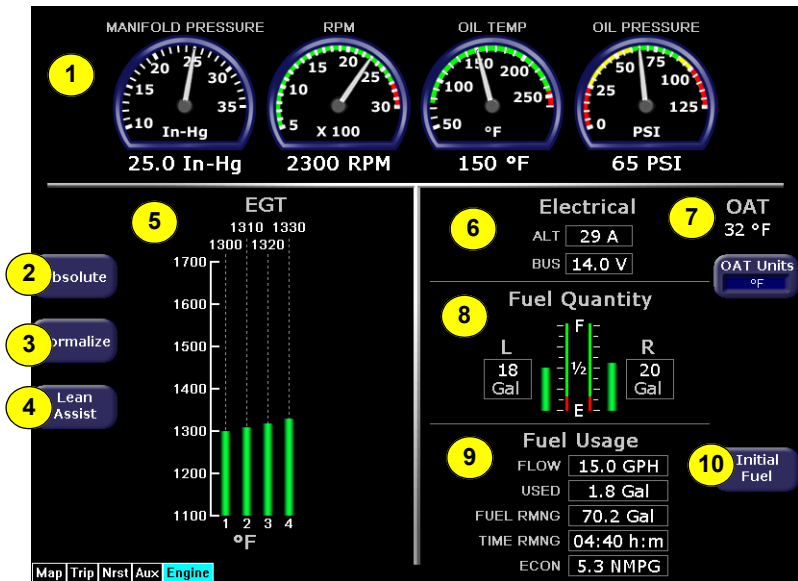 MANIFOLD PRESSURE RPM OIL TEMP OIL PRESSURE
1
10 15 20 25 30 35
In-Hg
5 10 15 20 25 30
X 100
50 100 150 200 250
°F
0 25 50 75 100 125
PSI
25.0 In-Hg 2300 RPM 150 °F 65 PSI
5
EGT
1310 1330
1300 1320
1700
1600
1500
1400
1300
1200
1100
1 2 3 4
°F
2
bsolute
3
ormalize
4
Lean
Assist
6
Electrical
ALT 29 A
BUS 14.0 V
7
OAT
32 °F
OAT Units
°F
8
Fuel Quantity
L F R
18 Gal ½ 20 Gal
E
9
Fuel Usage
FLOW 15.0 GPH
USED 1.8 Gal
FUEL RMNG 70.2 Gal
TIME RMNG 04:40 h:m
ECON 5.3 NMPG
10
Initial
Fuel
Map Trip Nrst Aux Engine